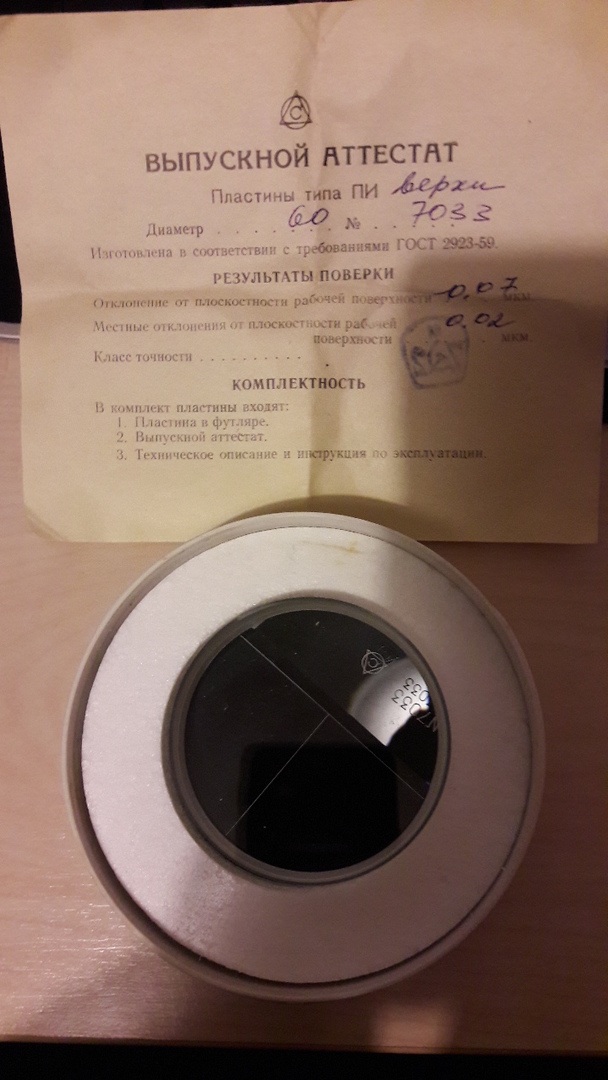 ВЫПУСКНОЙ АТТЕСТАТ
Пластины типа ПИ верхн
Диаметр . . . . 60 . № . . 7033
Изготовлена в соответствии с требованиями ГОСТ 2923-59.
РЕЗУЛЬТАТЫ ПОВЕРКИ
Отклонение от плоскостности рабочей поверхности 0,07 мкм.
Местные отклонения от плоскостности рабочей 0.02
поверхности . мкм.
Класс точности . . . . . . . . . .
КОМПЛЕКТНОСТЬ
В комплект пластины входят:
1. Пластина в футляре.
2. Выпускной аттестат.
3. Техническое описание и инструкция по эксплуатации.
N7033